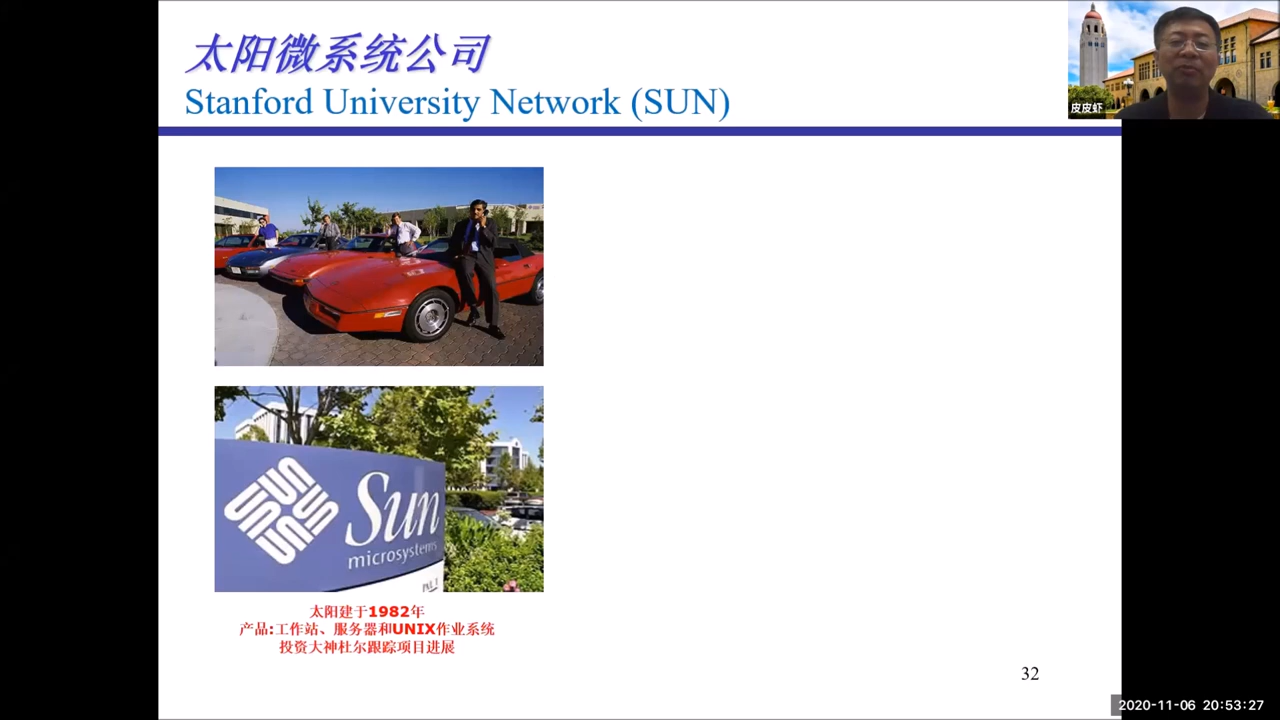 太阳微系统公司
Stanford University Network (SUN)
皮皮虾
Sun
microsystems
太阳建于1982年
产品:工作站、服务器和UNIX作业系统
投资大神杜尔跟踪项目进展
32
2020-11-06 20:53:27